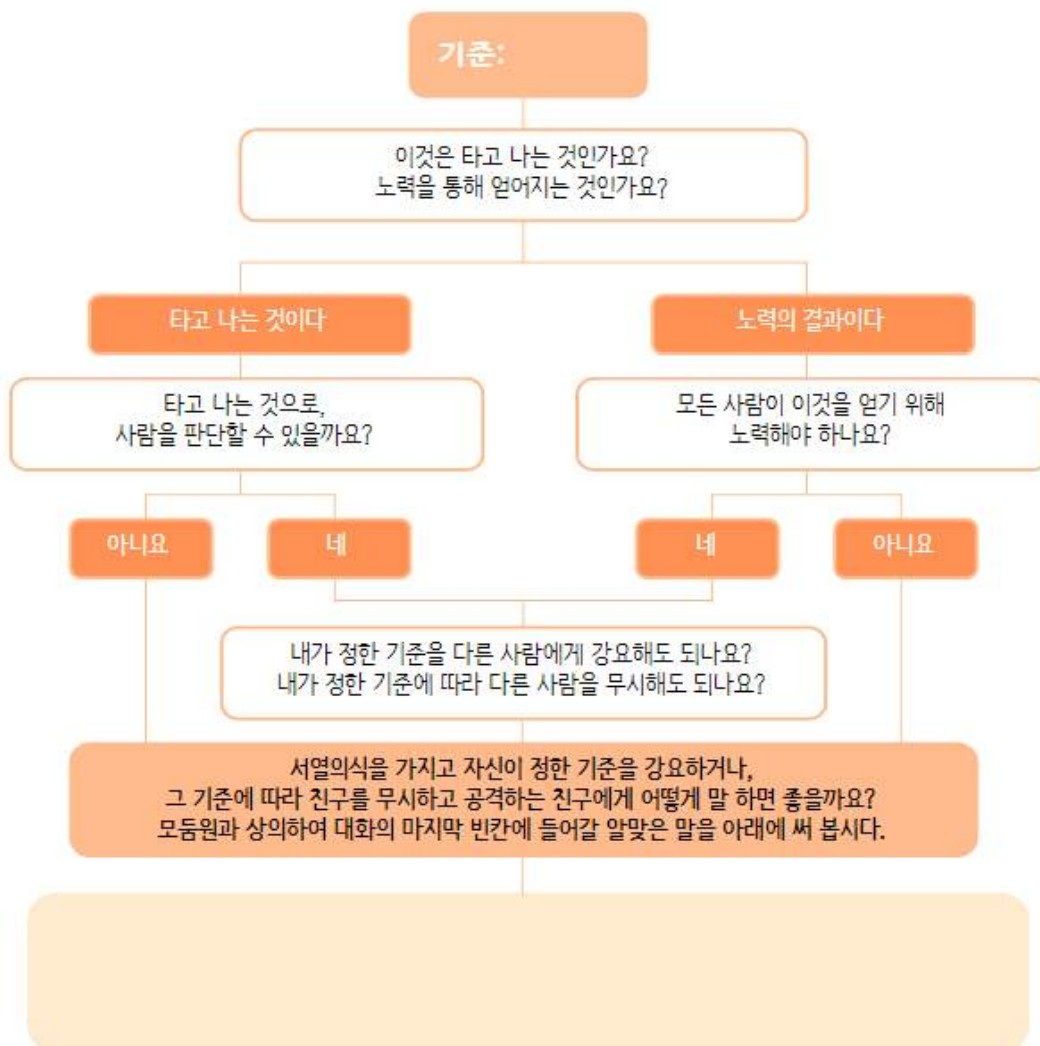 기준:
이것은 타고 나는 것인가요?
노력을 통해 얻어지는 것인가요?
타고 나는 것이다
노력의 결과이다
타고 나는 것으로,
사람을 판단할 수 있을까요?
모든 사람이 이것을 얻기 위해
노력해야 하나요?
아니요
네
네
아니요
내가 정한 기준을 다른 사람에게 강요해도 되나요?
내가 정한 기준에 따라 다른 사람을 무시해도 되나요?
서열의식을 가지고 자신이 정한 기준을 강요하거나,
그 기준에 따라 친구를 무시하고 공격하는 친구에게 어떻게 말 하면 좋을까요?
모둠원과 상의하여 대화의 마지막 빈칸에 들어갈 알맞은 말을 아래에 써 봅시다.